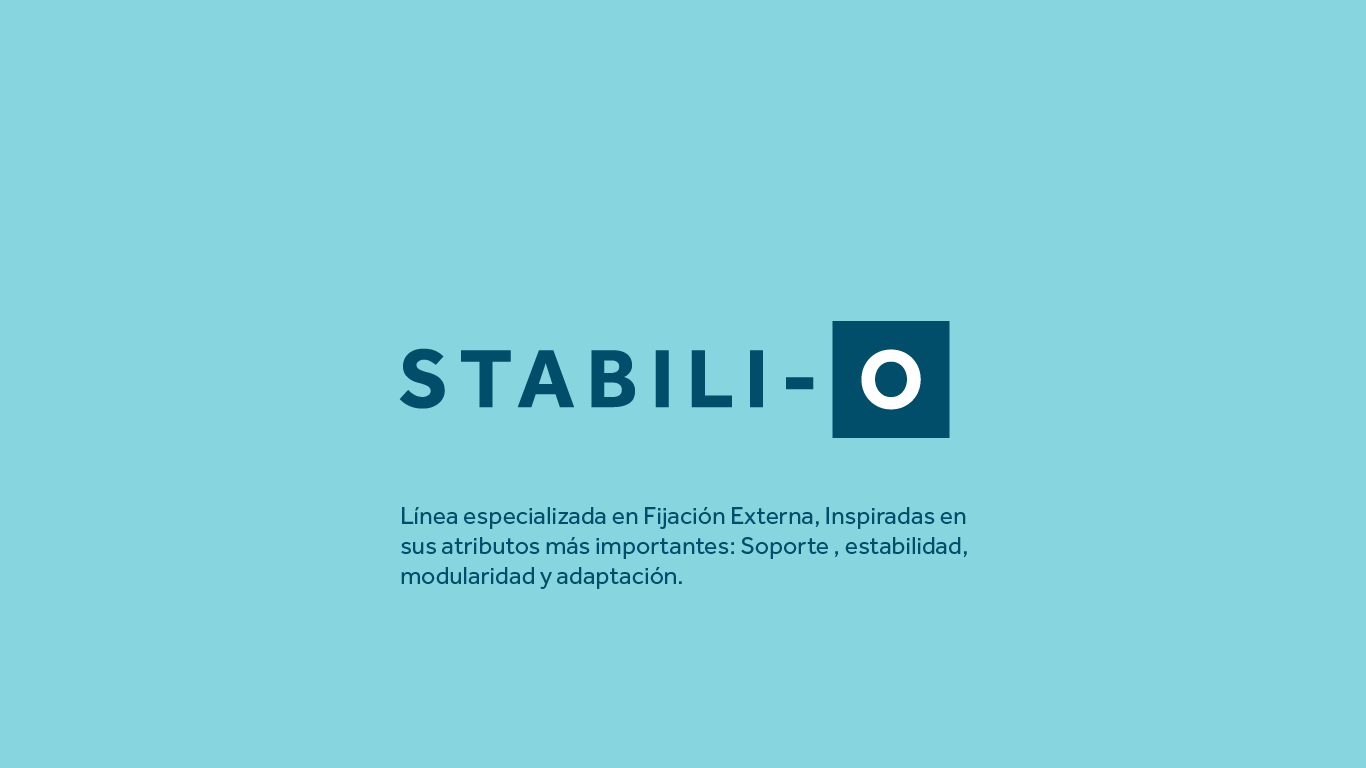 STABILI-O
Línea especializada en Fijación Externa, Inspiradas en
sus atributos más importantes: Soporte , estabilidad,
modularidad y adaptación.